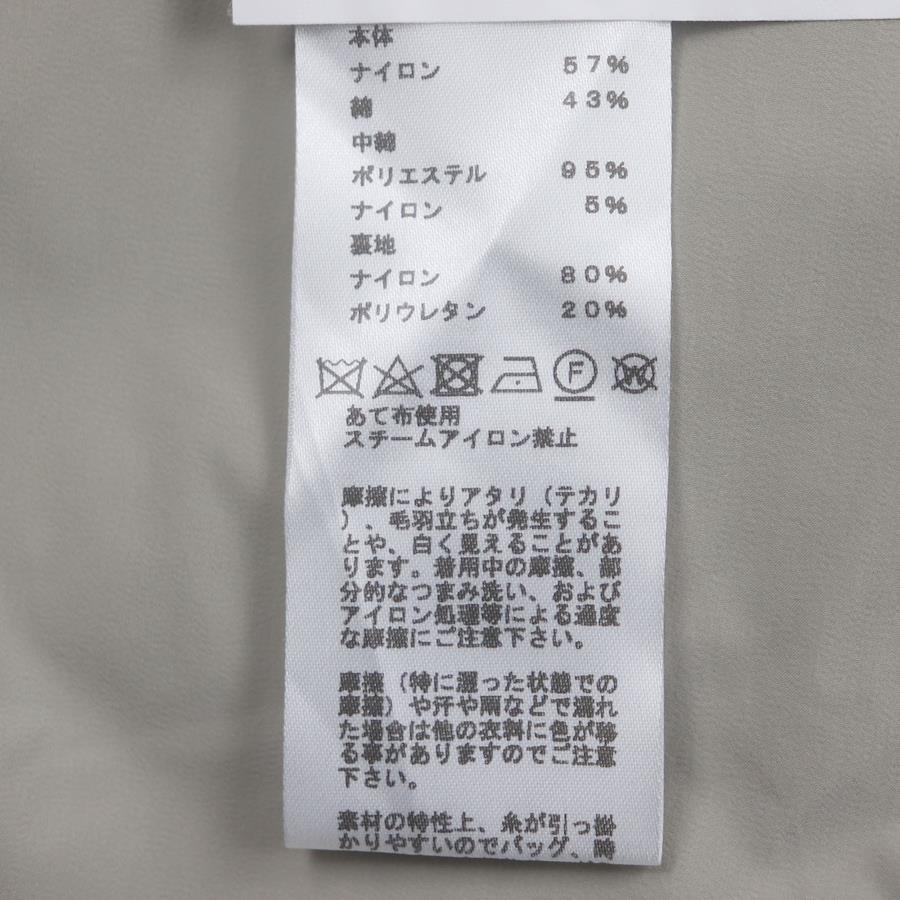 本体
ナイロン 57%
綿 43%
中綿
ポリエステル 95%
ナイロン 5%
裏地
ナイロン 80%
ポリウレタン 20%
F W
あて布使用
スチームアイロン禁止
摩擦によりアタリ（テカリ
）、毛羽立ちが発生するこ
とや、白く見えることがあ
ります。着用中の摩擦、部
分的なつまみ洗い、および
アイロン処理等による過度
な摩擦にご注意下さい。
摩擦（特に湿った状態での
摩擦）や汗や雨などで濡れ
た場合は他の衣料に色が移
る事がありますのでご注意
下さい。
素材の特性上、糸が引っ掛
かりやすいのでバッグ、時